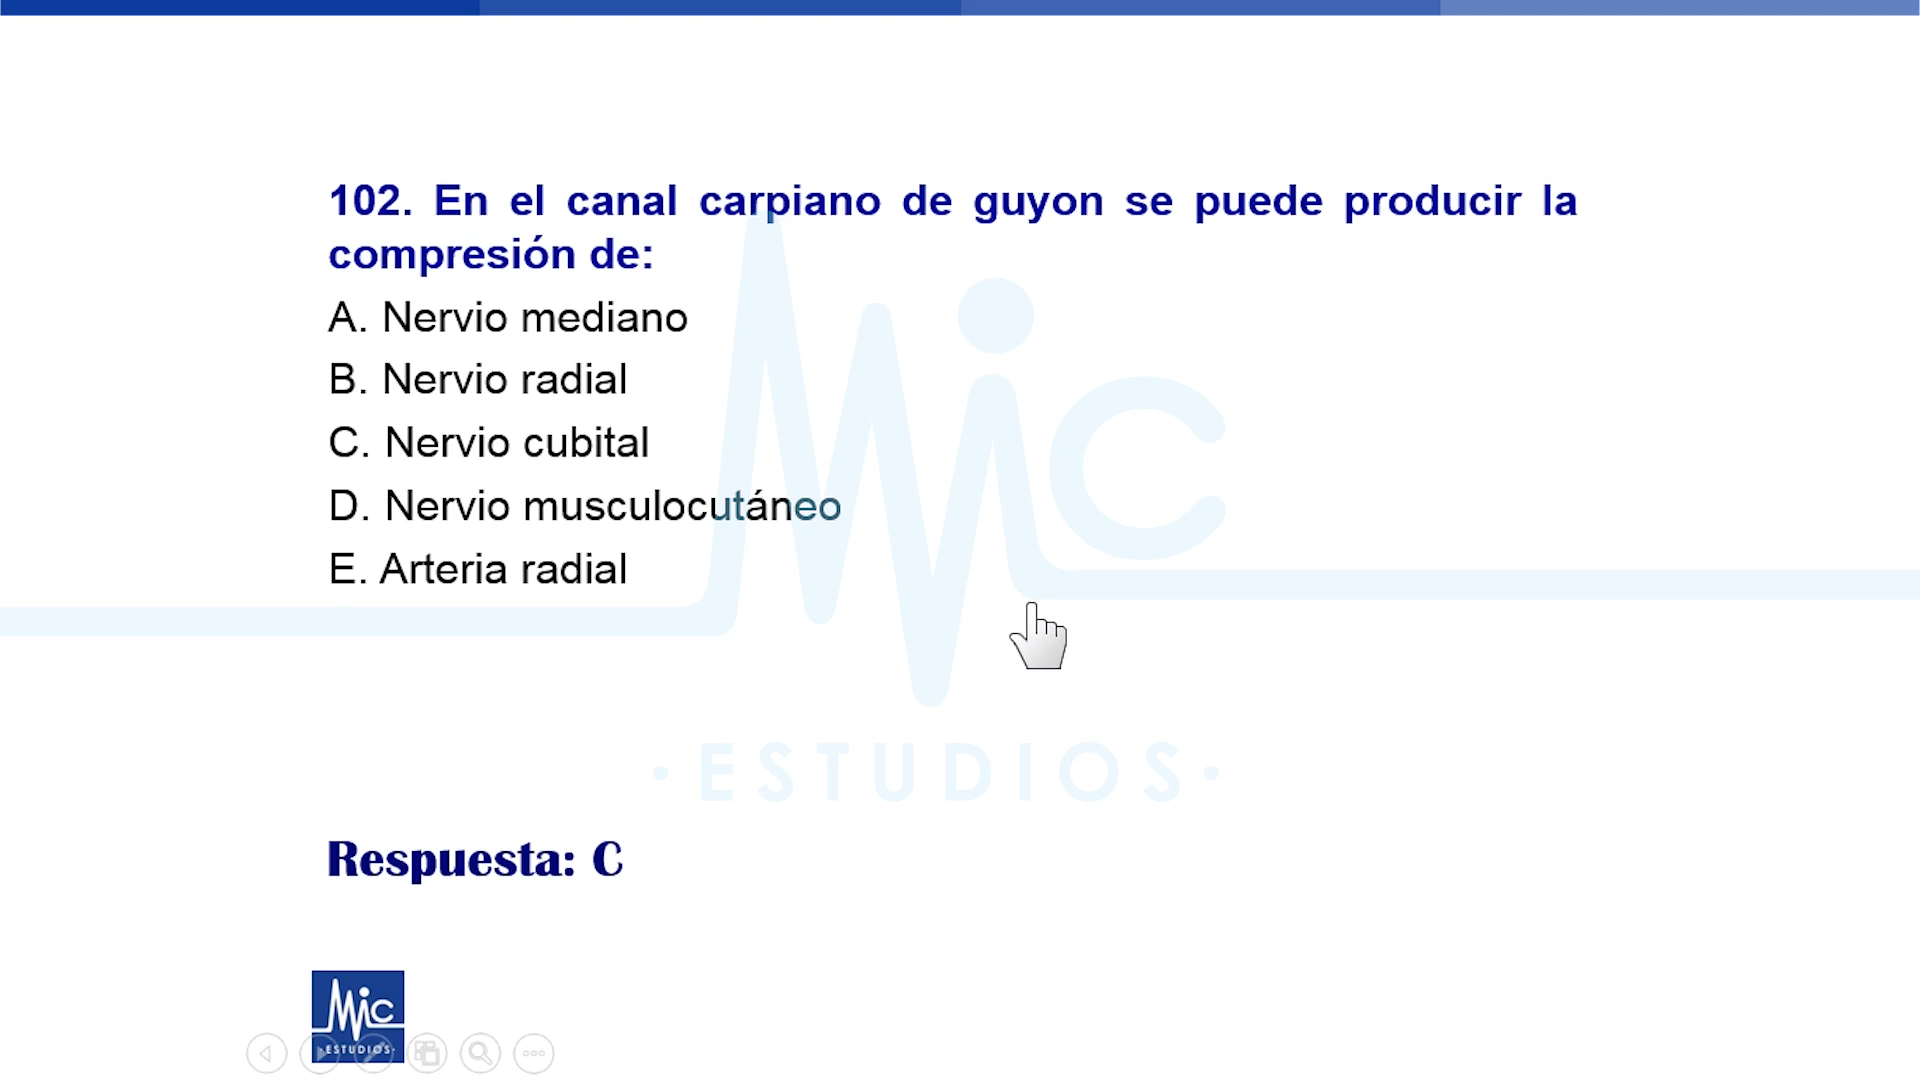 102. En el canal carpiano de guyon se puede producir la
compresión de:
A. Nervio mediano
B. Nervio radial
C. Nervio cubital
D. Nervio musculocutáneo
E. Arteria radial
Mic
· ESTUDIOS ·
Respuesta: C
Mic
·ESTUDIOS·